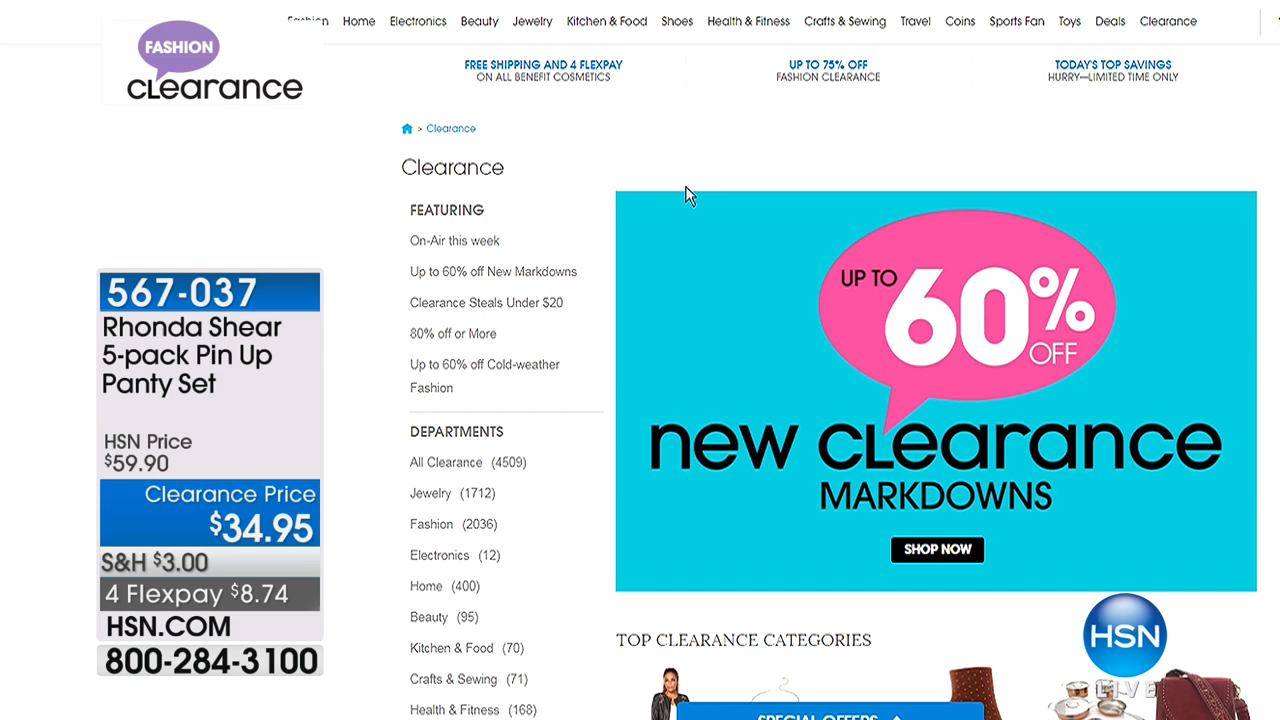 Fashion Home Electronics Beauty Jewelry Kitchen & Food Shoes Health & Fitness Crafts & Sewing Travel Coins Sports Fan Toys Deals Clearance
FASHION
CLearance
FREE SHIPPING AND 4 FLEXPAY
ON ALL BENEFIT COSMETICS
UP TO 75% OFF
FASHION CLEARANCE
TODAY'S TOP SAVINGS
HURRY—LIMITED TIME ONLY
> Clearance
Clearance
FEATURING
On-Air this week
Up to 60% off New Markdowns
Clearance Steals Under $20
80% off or More
Up to 60% off Cold-weather
Fashion
DEPARTMENTS
All Clearance (4509)
Jewelry (1712)
Fashion (2036)
Electronics (12)
Home (400)
Beauty (95)
Kitchen & Food (70)
Crafts & Sewing (71)
Health & Fitness (168)
567-037
Rhonda Shear
5-pack Pin Up
Panty Set
HSN Price
$59.90
Clearance Price
$34.95
S&H $3.00
4 Flexpay $8.74
HSN.COM
800-284-3100
UP TO 60% OFF
new CLearance
MARKDOWNS
SHOP NOW
TOP CLEARANCE CATEGORIES
HSN
LIVE
SPECIAL OFFERS